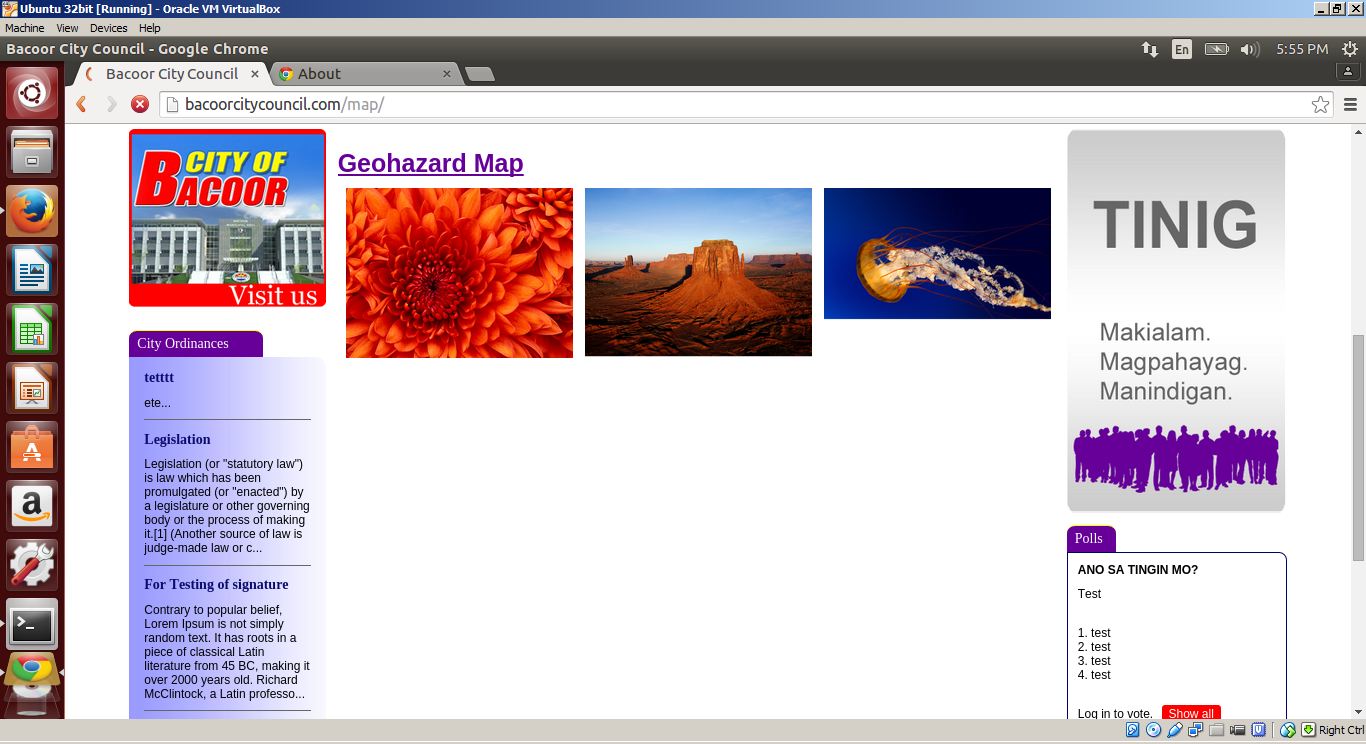 Ubuntu 32bit [Running] - Oracle VM VirtualBox
Machine View Devices Help
Bacoor City Council - Google Chrome
En
5:55 PM
Bacoor City Council
About
bacoorcitycouncil.com/map/
CITY OF
BACOOR
Visit us
City Ordinances
tetttt
ete...
Legislation
Legislation (or "statutory law")
is law which has been
promulgated (or "enacted") by
a legislature or other governing
body or the process of making
it.[1] (Another source of law is
judge-made law or c...
For Testing of signature
Contrary to popular belief,
Lorem Ipsum is not simply
random text. It has roots in a
piece of classical Latin
literature from 45 BC, making it
over 2000 years old. Richard
McClintock, a Latin professo...
Geohazard Map
TINIG
Makialam.
Magpahayag.
Manindigan.
Polls
ANO SA TINGIN MO?
Test
1. test
2. test
3. test
4. test
Log in to vote. Show all
Right Ctrl